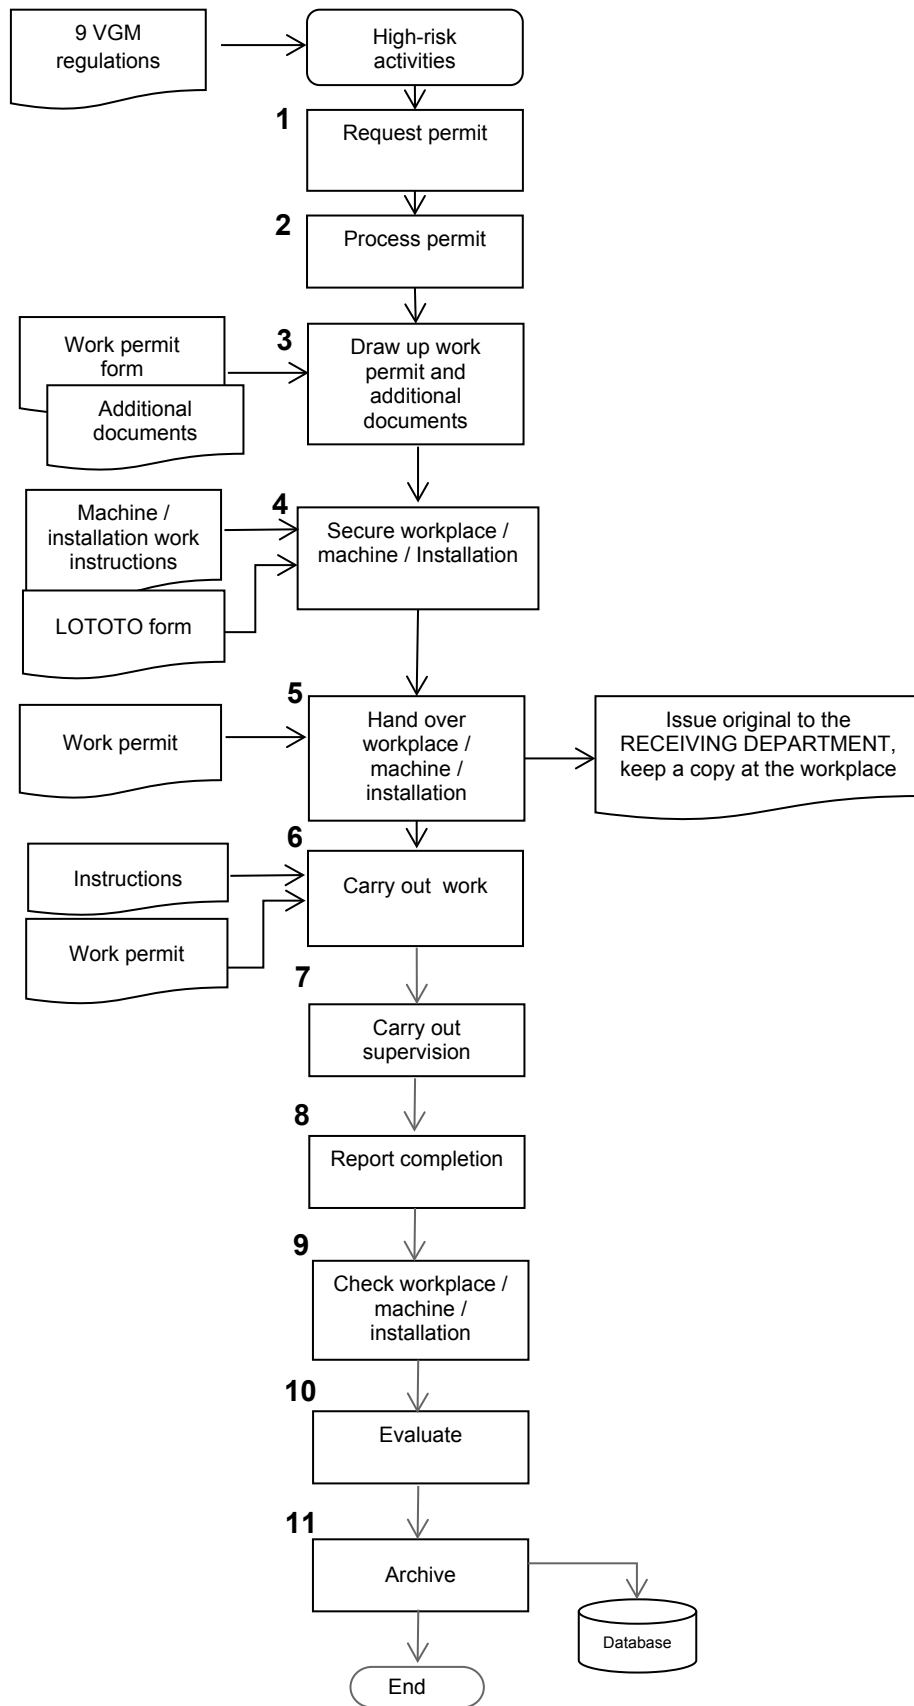 9 VGM
regulations
High-risk
activities
1
Request permit
2
Process permit
Work permit
form
Additional
documents
3
Draw up work
permit and
additional
documents
Machine /
installation work
instructions
LOTOTO form
4
Secure workplace /
machine / Installation
Work permit
5
Hand over
workplace /
machine /
installation
Issue original to the
RECEIVING DEPARTMENT,
keep a copy at the workplace
Instructions
Work permit
6
Carry out  work
7
Carry out
supervision
8
Report completion
9
Check workplace /
machine /
installation
10
Evaluate
11
Archive
Database
End